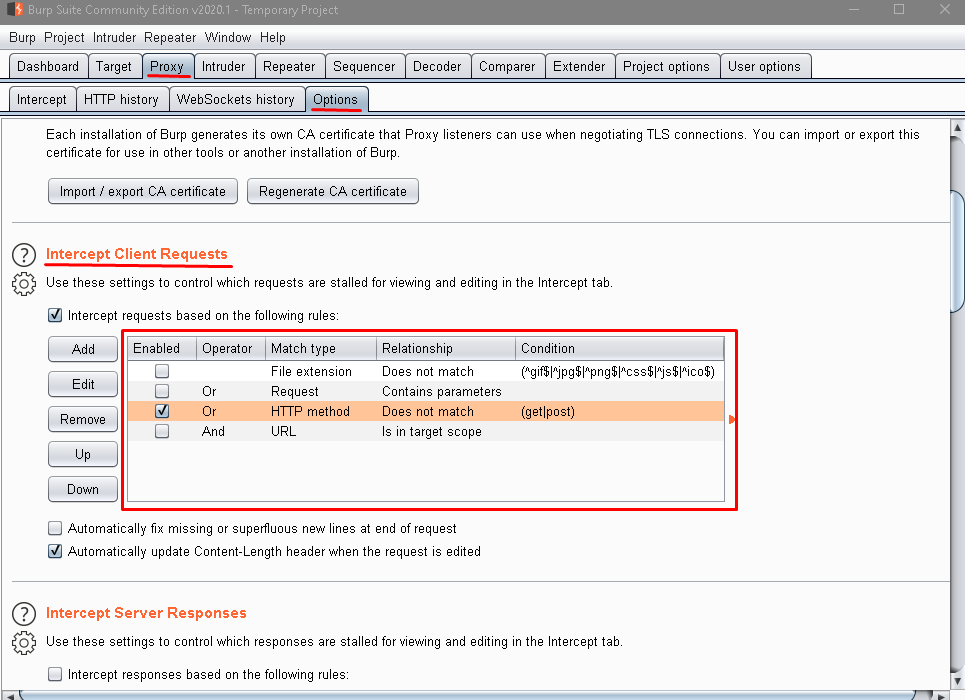 Burp Suite Community Edition v2020.1 - Temporary Project
Burp Project Intruder Repeater Window Help
Dashboard Target Proxy Intruder Repeater Sequencer Decoder Comparer Extender Project options User options
Intercept HTTP history WebSockets history Options
Each installation of Burp generates its own CA certificate that Proxy listeners can use when negotiating TLS connections. You can import or export this
certificate for use in other tools or another installation of Burp.
Import / export CA certificate Regenerate CA certificate
? Intercept Client Requests
Use these settings to control which requests are stalled for viewing and editing in the Intercept tab.
Intercept requests based on the following rules:
Add
Edit
Remove
Up
Down
Enabled Operator Match type Relationship Condition
File extension Does not match (^gif$|^jpg$|^png$|^css$|^js$|^ico$)
Or Request Contains parameters
Or HTTP method Does not match (get|post)
And URL Is in target scope
Automatically fix missing or superfluous new lines at end of request
Automatically update Content-Length header when the request is edited
? Intercept Server Responses
Use these settings to control which responses are stalled for viewing and editing in the Intercept tab.
Intercept responses based on the following rules: